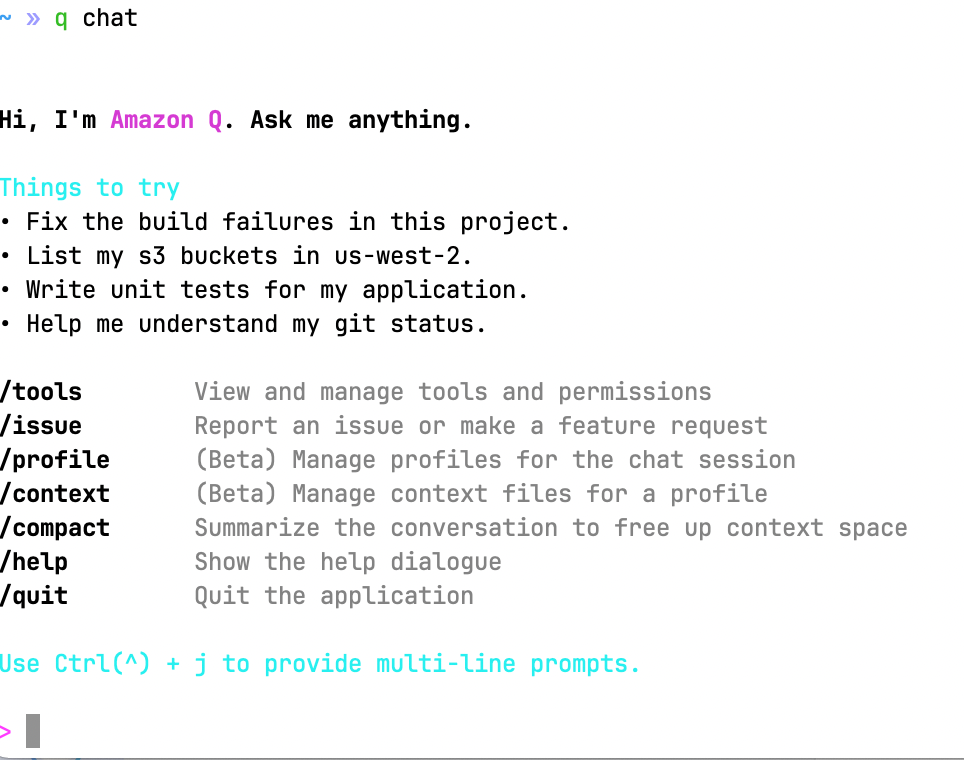 ~ » q chat
Hi, I'm Amazon Q. Ask me anything.
Things to try
• Fix the build failures in this project.
• List my s3 buckets in us-west-2.
• Write unit tests for my application.
• Help me understand my git status.
/tools View and manage tools and permissions
/issue Report an issue or make a feature request
/profile (Beta) Manage profiles for the chat session
/context (Beta) Manage context files for a profile
/compact Summarize the conversation to free up context space
/help Show the help dialogue
/quit Quit the application
Use Ctrl(^) + j to provide multi-line prompts.
>